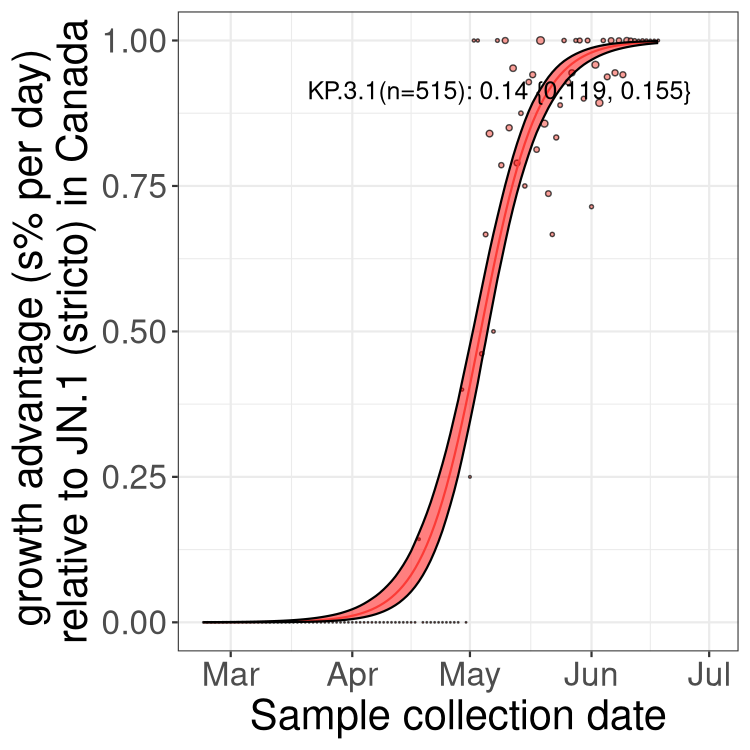 growth advantage (s% per day)
relative to JN.1 (stricto) in Canada
1.00
0.75
0.50
0.25
0.00
KP.3.1(n=515): 0.14 {0.119, 0.155}
Mar Apr May Jun Jul
Sample collection date